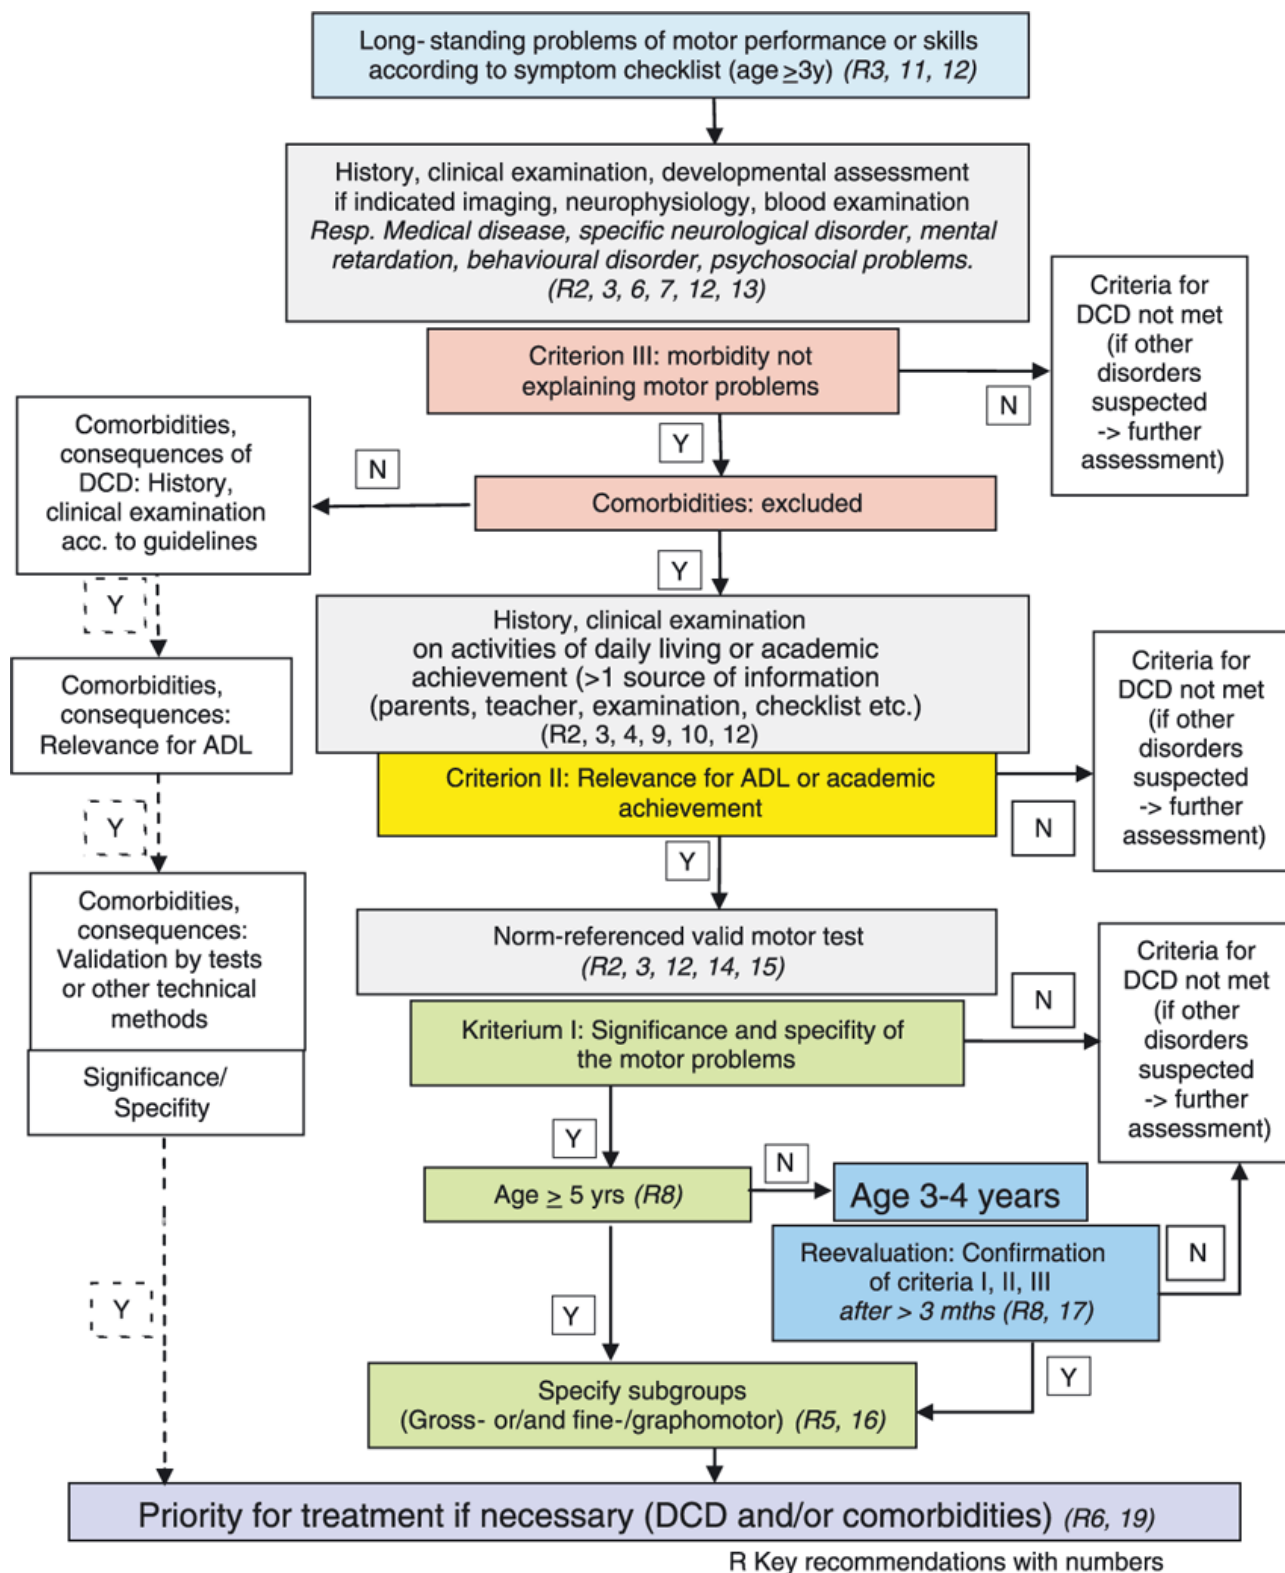 Long- standing problems of motor performance or skills
according to symptom checklist (age ≥3y) (R3, 11, 12)
History, clinical examination, developmental assessment
if indicated imaging, neurophysiology, blood examination
Resp. Medical disease, specific neurological disorder, mental
retardation, behavioural disorder, psychosocial problems.
(R2, 3, 6, 7, 12, 13)
Criterion III: morbidity not
explaining motor problems
N
Criteria for
DCD not met
(if other
disorders
suspected
-> further
assessment)
Y
Comorbidities: excluded
N
Comorbidities,
consequences of
DCD: History,
clinical examination
acc. to guidelines
Y
Comorbidities,
consequences:
Relevance for ADL
Y
Comorbidities,
consequences:
Validation by tests
or other technical
methods
Significance/
Specifity
Y
Y
History, clinical examination
on activities of daily living or academic
achievement (>1 source of information
(parents, teacher, examination, checklist etc.)
(R2, 3, 4, 9, 10, 12)
Criterion II: Relevance for ADL or academic
achievement
N
Criteria for
DCD not met
(if other
disorders
suspected
-> further
assessment)
Y
Norm-referenced valid motor test
(R2, 3, 12, 14, 15)
Kriterium I: Significance and specifity of
the motor problems
N
Criteria for
DCD not met
(if other
disorders
suspected
-> further
assessment)
Y
Age ≥ 5 yrs (R8)
N
Age 3-4 years
Reevaluation: Confirmation
of criteria I, II, III
after > 3 mths (R8, 17)
N
Y
Y
Specify subgroups
(Gross- or/and fine-/graphomotor) (R5, 16)
Priority for treatment if necessary (DCD and/or comorbidities) (R6, 19)
R Key recommendations with numbers